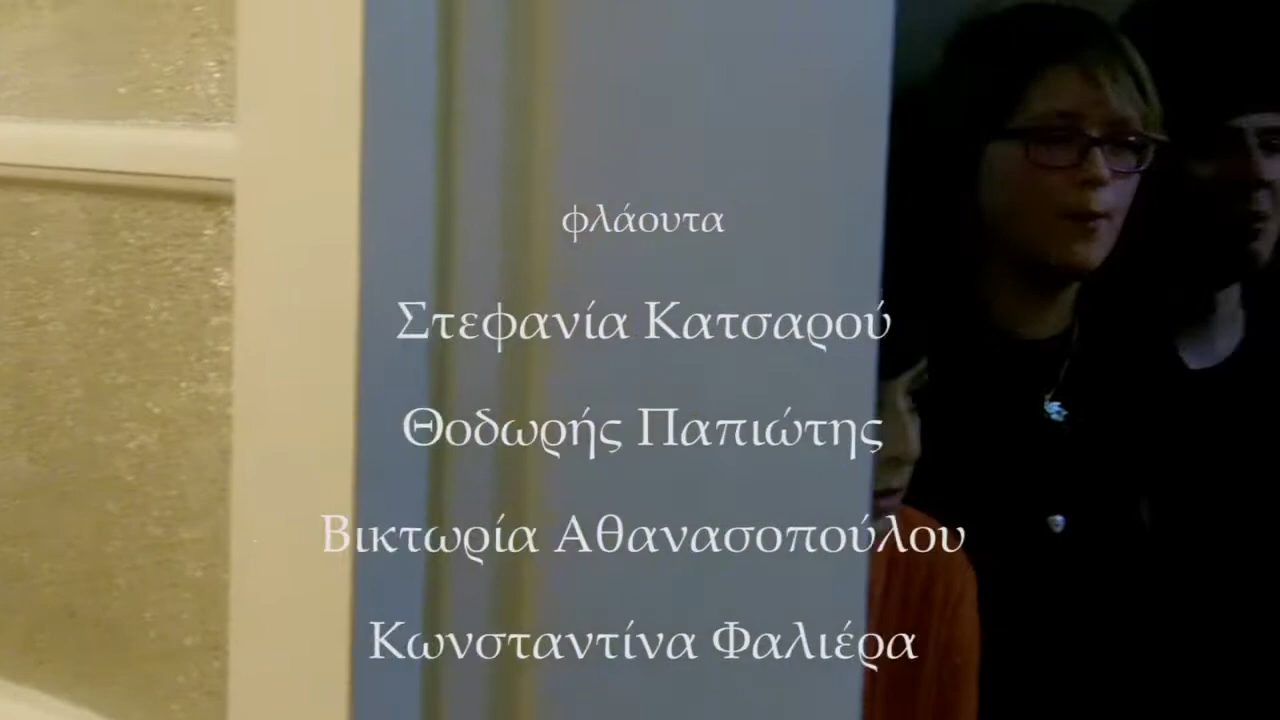 φλάουτα
Στεφανία Κατσαρού
Θοδωρής Παπιώτης
Βικτωρία Αθανασοπούλου
Κωνσταντίνα Φαλιέρα